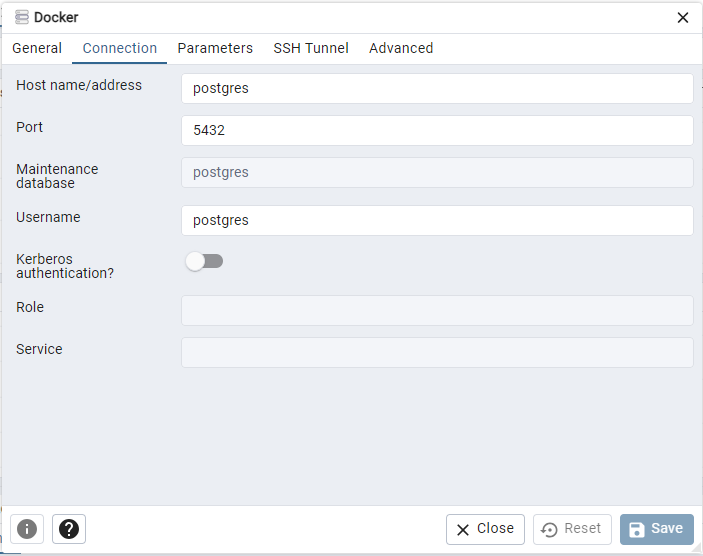 Docker
General Connection Parameters SSH Tunnel Advanced
Host name/address postgres
Port 5432
Maintenance
database postgres
Username postgres
Kerberos
authentication?
Role
Service
Close Reset Save